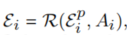 ℰᵢ = ℛ(ℰᵢᵖ, Aᵢ),